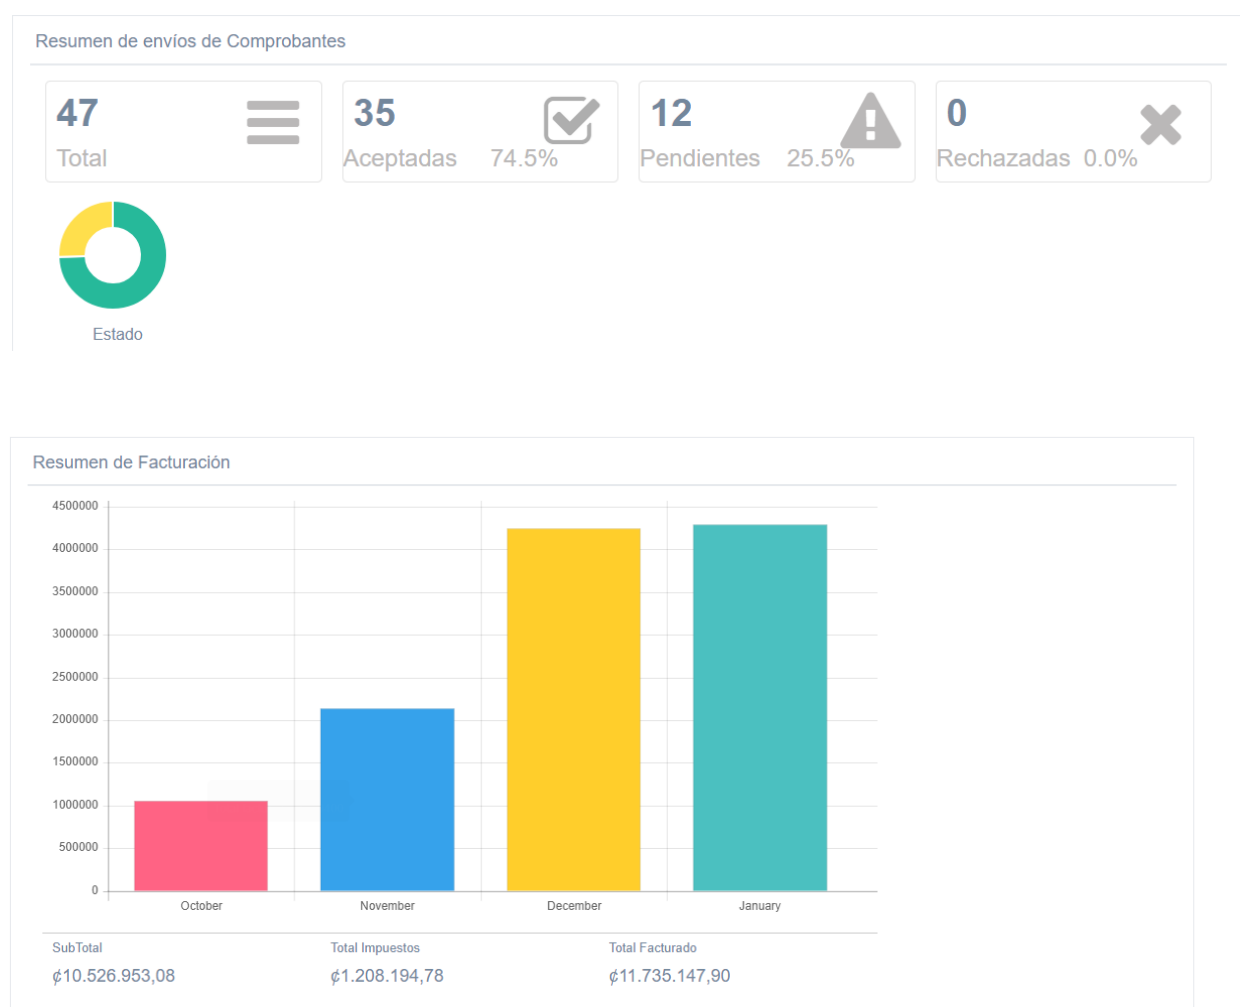 Resumen de envíos de Comprobantes
47
Total
35
Aceptadas 74.5%
12
Pendientes 25.5%
0
Rechazadas 0.0%
Estado
Resumen de Facturación
4500000
4000000
3500000
3000000
2500000
2000000
1500000
1000000
500000
0
October November December January
SubTotal Total Impuestos Total Facturado
₡10.526.953,08 ₡1.208.194,78 ₡11.735.147,90